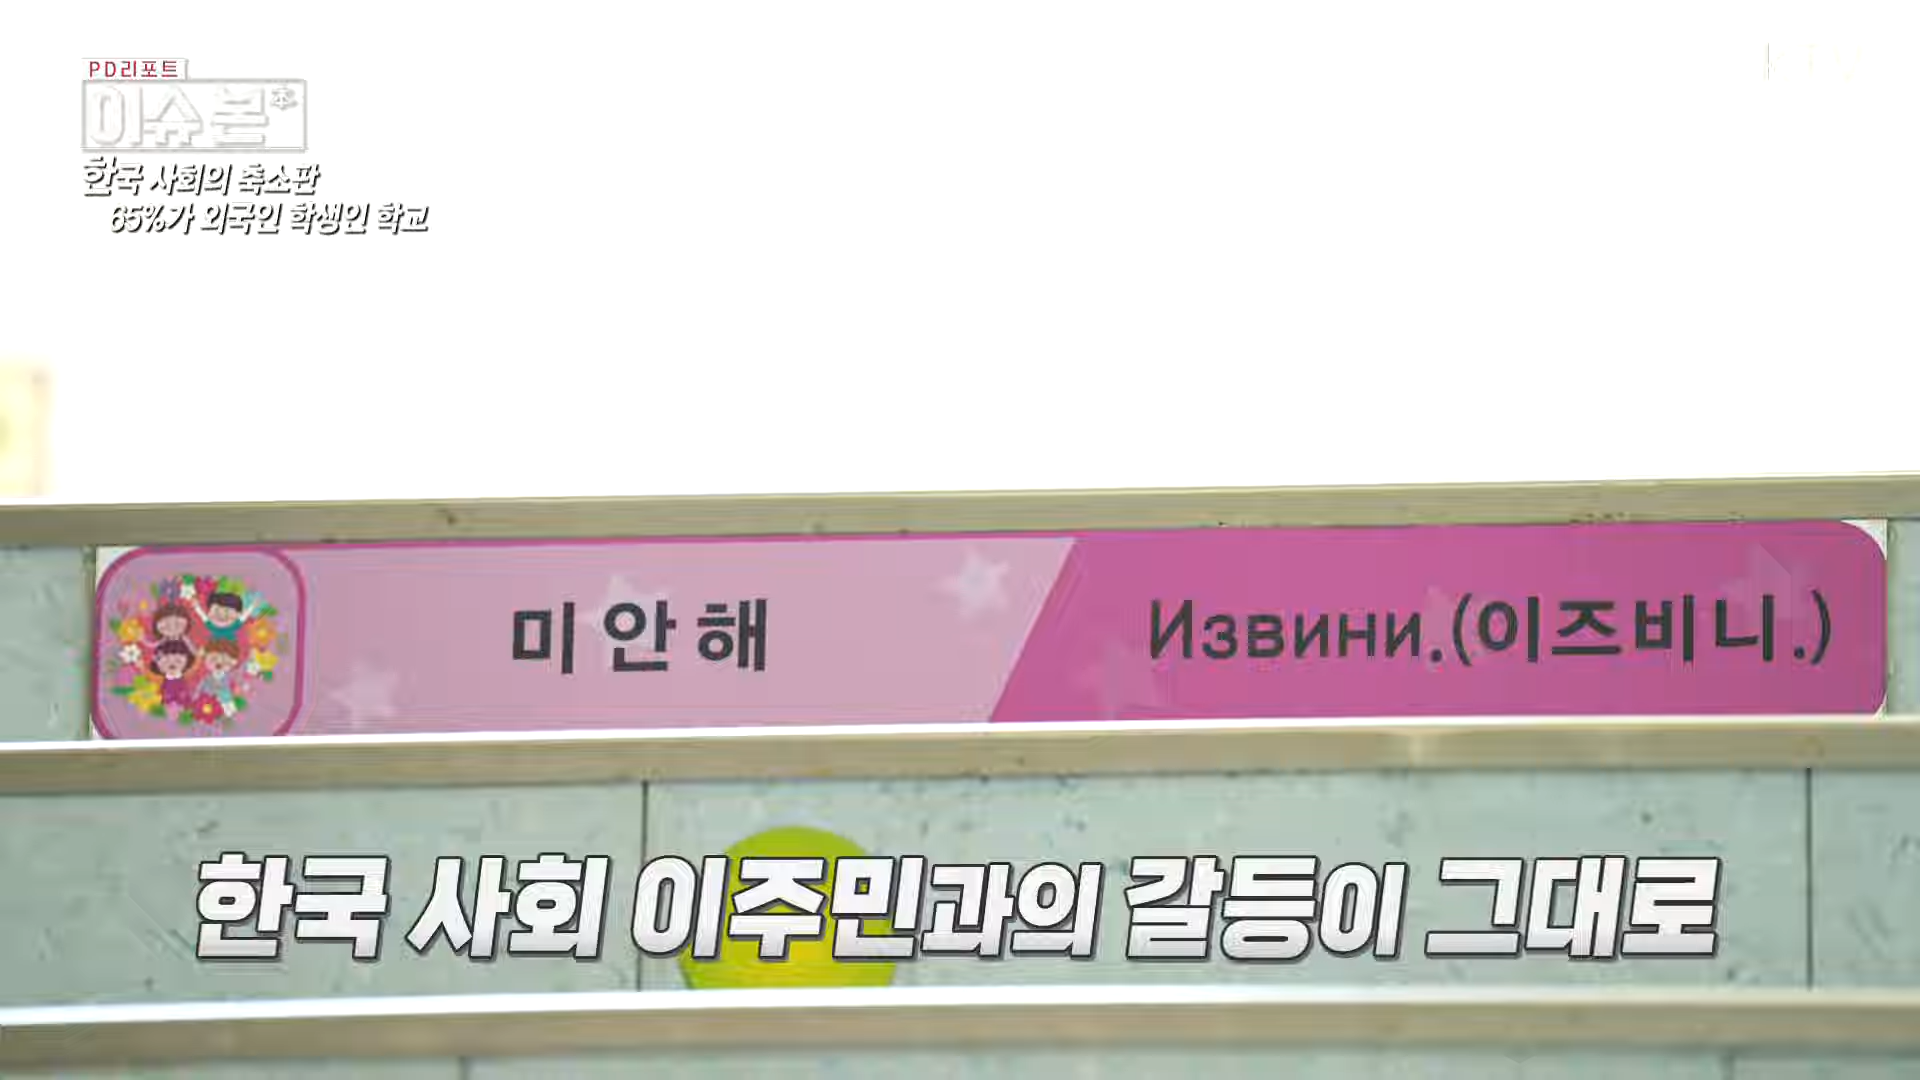 PD리포트
이슈 본 本
한국 사회의 축소판
65%가 외국인 학생인 학교
미안해
Извини.(이즈비니.)
한국 사회 이주민과의 갈등이 그대로